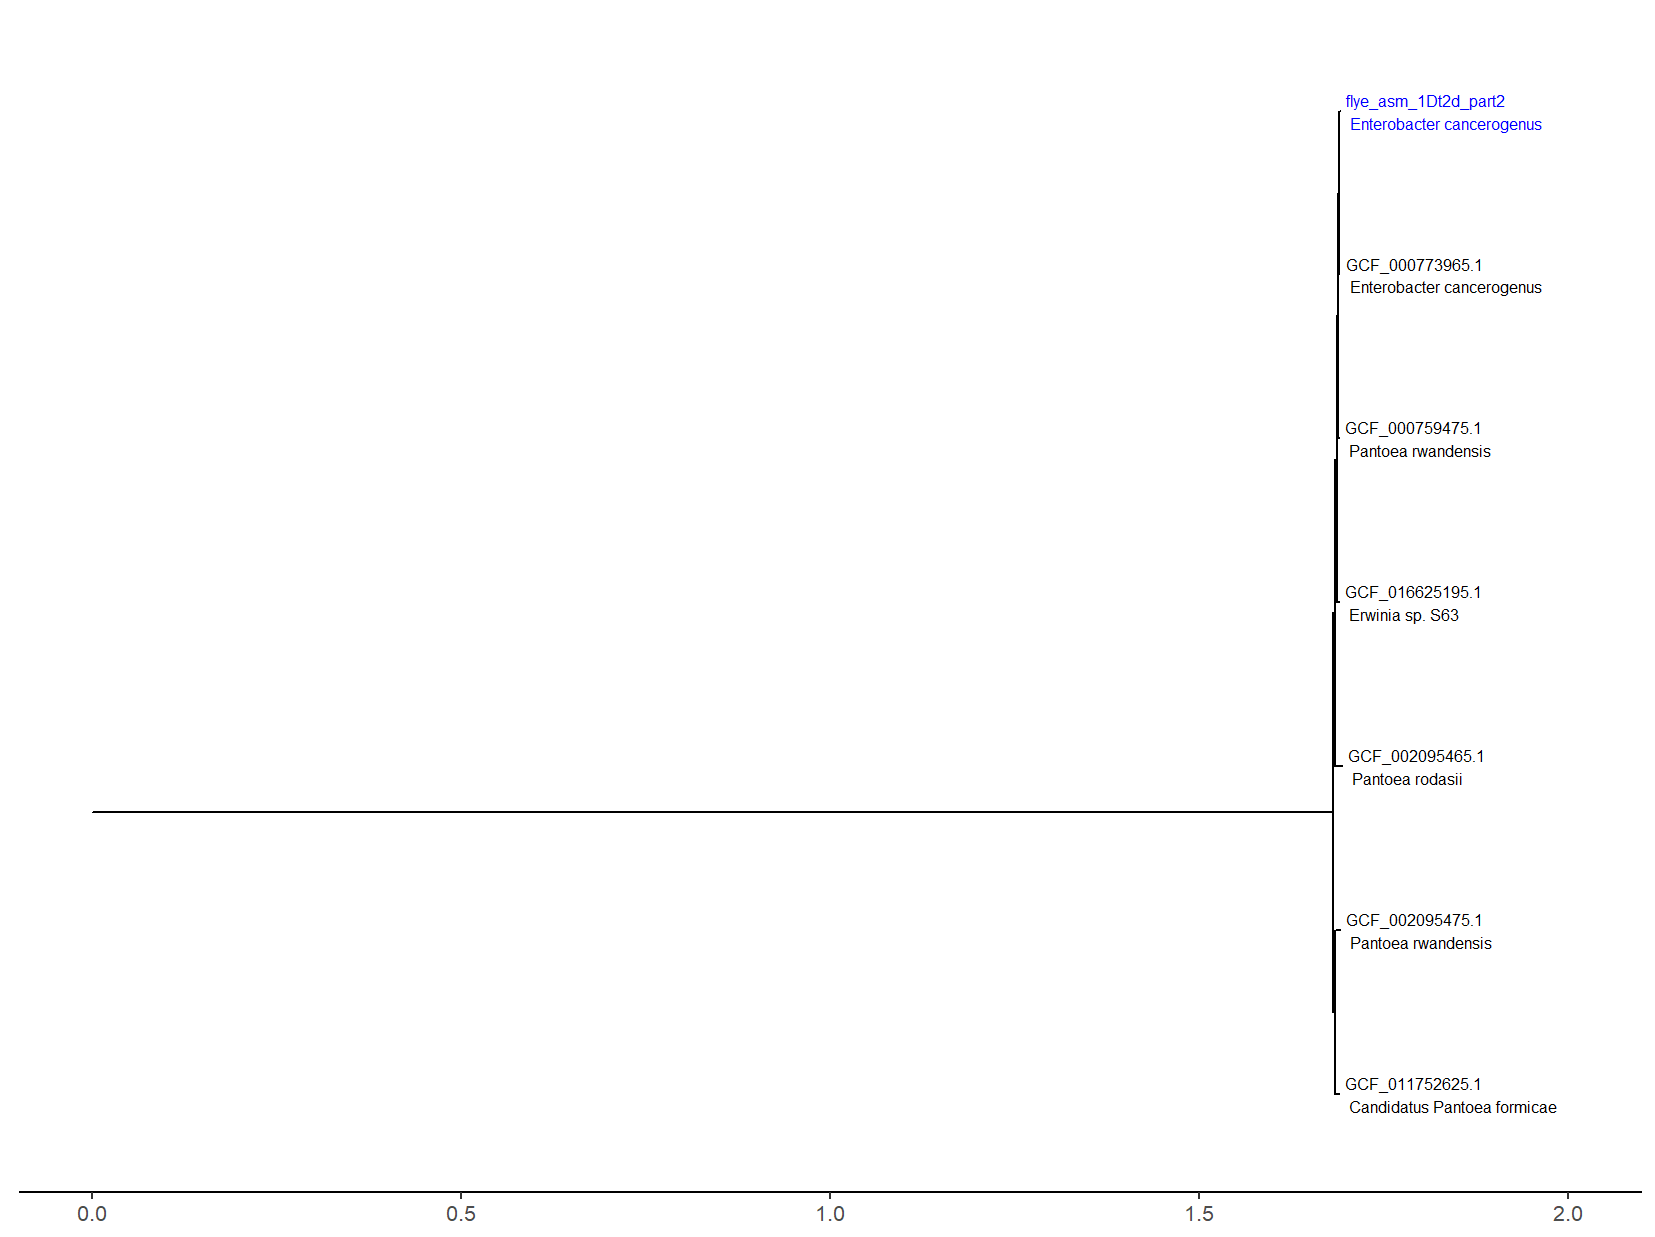 flye_asm_1Dt2d_part2
Enterobacter cancerogenus
GCF_000773965.1
Enterobacter cancerogenus
GCF_000759475.1
Pantoea rwandensis
GCF_016625195.1
Erwinia sp. S63
GCF_002095465.1
Pantoea rodasii
GCF_002095475.1
Pantoea rwandensis
GCF_011752625.1
Candidatus Pantoea formicae
0.0 0.5 1.0 1.5 2.0